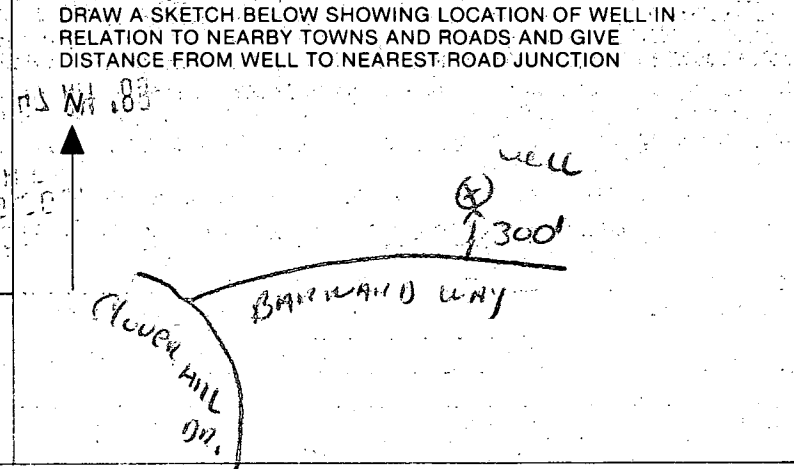 DRAW A SKETCH BELOW SHOWING LOCATION OF WELL IN
RELATION TO NEARBY TOWNS AND ROADS AND GIVE
DISTANCE FROM WELL TO NEAREST ROAD JUNCTION
N
well
300'
BARNARD WAY
Clover
HILL
DR.